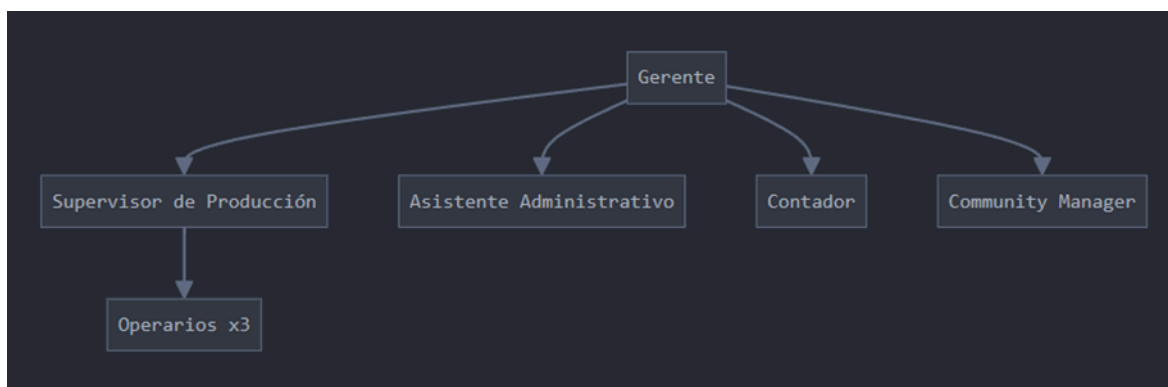 Gerente
Supervisor de Producción
Asistente Administrativo
Contador
Community Manager
Operarios x3